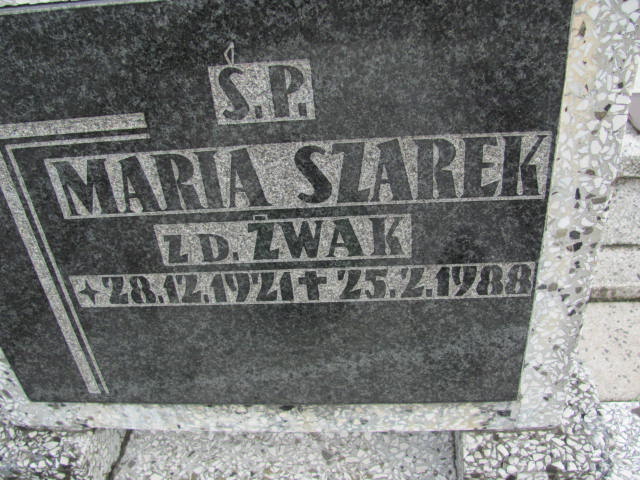 Ś.P.
MARIA SZAREK
Z D. ŻWAK
✦28.12.1921✝25.2.1988